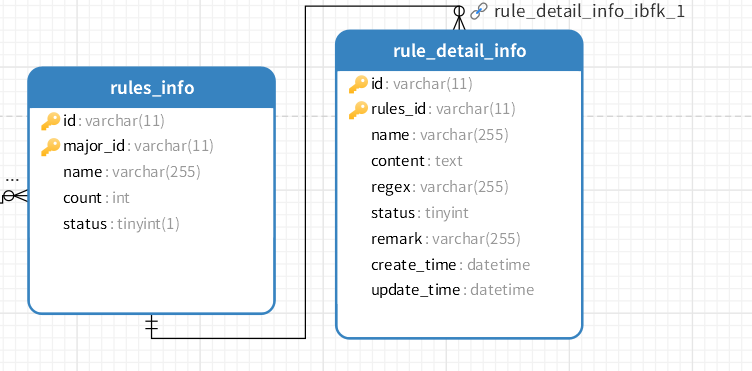 rule_detail_info_ibfk_1
rules_info
id: varchar(11)
major_id: varchar(11)
name: varchar(255)
count: int
status: tinyint(1)
...
rule_detail_info
id: varchar(11)
rules_id: varchar(11)
name: varchar(255)
content: text
regex: varchar(255)
status: tinyint
remark: varchar(255)
create_time: datetime
update_time: datetime